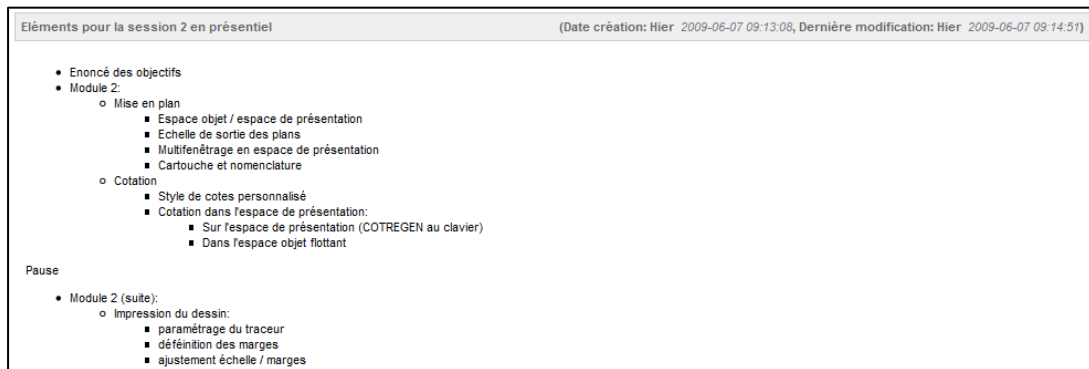 Eléments pour la session 2 en présentiel (Date création: Hier 2009-06-07 09:13:08, Dernière modification: Hier 2009-06-07 09:14:51)
Enoncé des objectifs
Module 2:
Mise en plan
Espace objet / espace de présentation
Echelle de sortie des plans
Multifenêtrage en espace de présentation
Cartouche et nomenclature
Cotation
Style de cotes personnalisé
Cotation dans l'espace de présentation:
Sur l'espace de présentation (COTREGEN au clavier)
Dans l'espace objet flottant
Pause
Module 2 (suite):
Impression du dessin:
paramétrage du traceur
déféinition des marges
ajustement échelle / marges